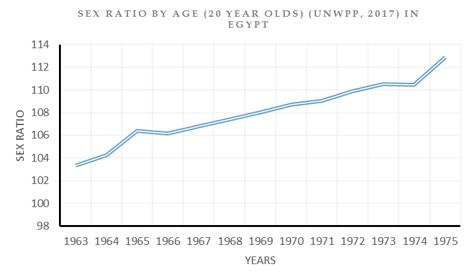 SEX RATIO BY AGE (20 YEAR OLDS) (UNWPP, 2017) IN
EGYPT
114
112
110
108
106
104
102
100
98
SEX RATIO
1963 1964 1965 1966 1967 1968 1969 1970 1971 1972 1973 1974 1975
YEARS